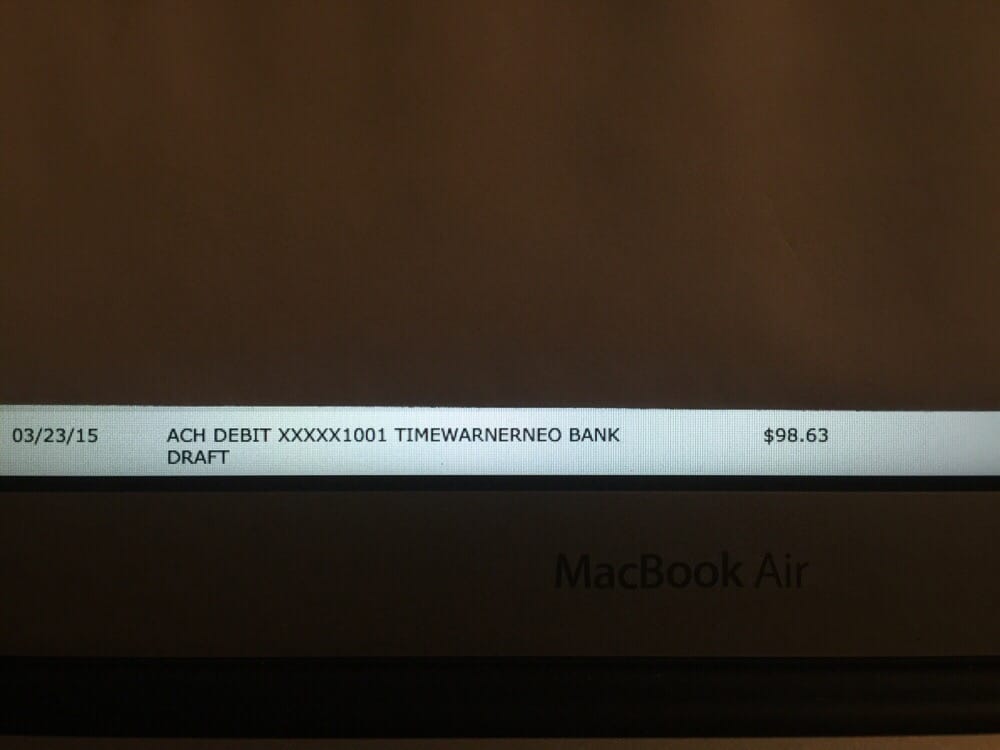 03/23/15 ACH DEBIT XXXXX1001 TIMEWARNERNEO BANK $98.63
DRAFT
MacBook Air